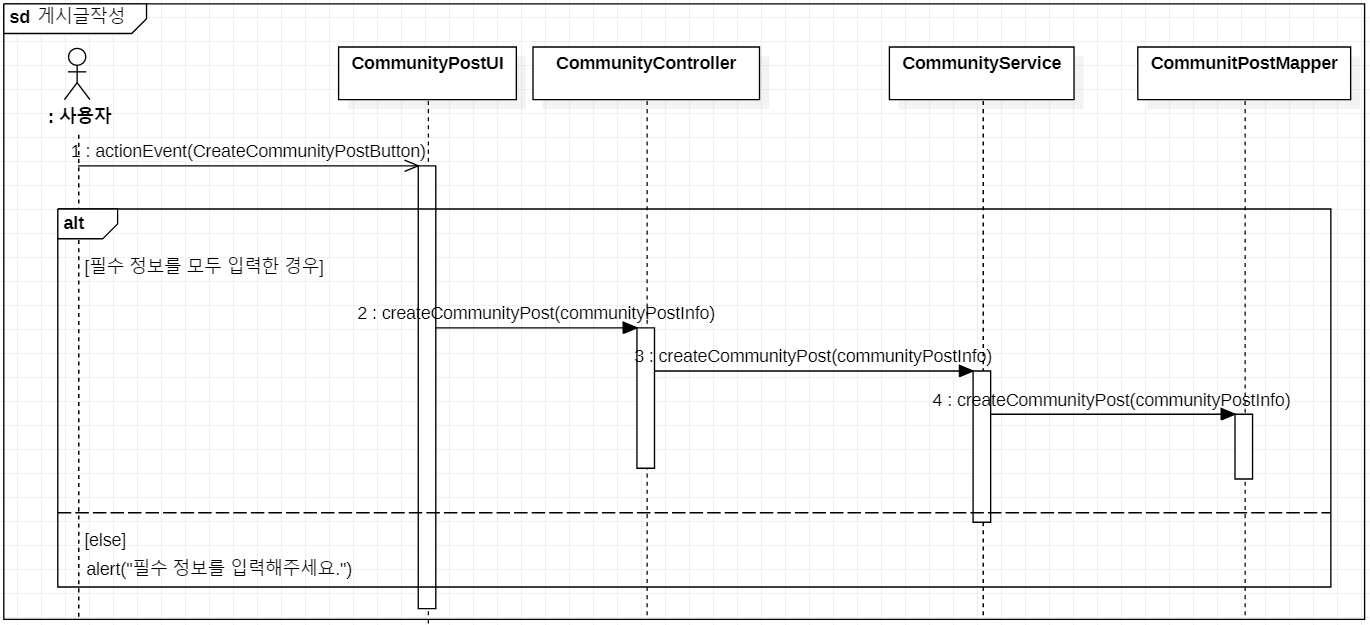 sd 게시글작성
: 사용자
CommunityPostUI
CommunityController
CommunityService
CommunitPostMapper
1 : actionEvent(CreateCommunityPostButton)
alt
[필수 정보를 모두 입력한 경우]
2 : createCommunityPost(communityPostInfo)
3 : createCommunityPost(communityPostInfo)
4 : createCommunityPost(communityPostInfo)
[else]
alert("필수 정보를 입력해주세요.")